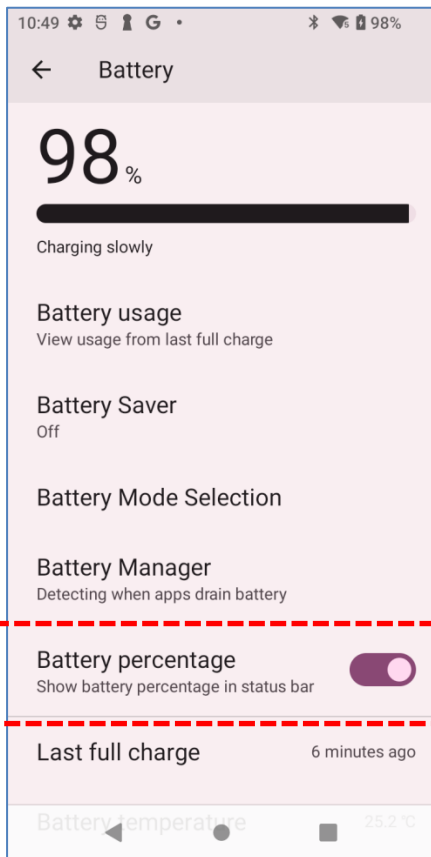 10:49 G 98%
Battery
98%
Charging slowly
Battery usage
View usage from last full charge
Battery Saver
Off
Battery Mode Selection
Battery Manager
Detecting when apps drain battery
Battery percentage
Show battery percentage in status bar
Last full charge 6 minutes ago
Battery temperature 25.2 °C